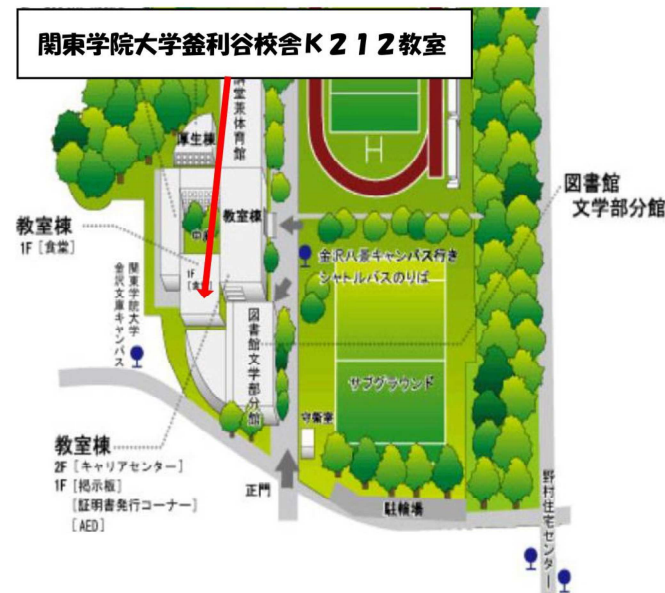 関東学院大学釜利谷校舎K212教室
講堂兼体育館
厚生棟
図書館
文学部分館
教室棟
1F [食堂]
教室棟
中庭
金沢八景キャンパス行き
シャトルバスのりば
1F
[食堂]
関東学院大学
金沢文庫キャンパス
図書館文学部分館
サブグラウンド
守衛室
教室棟
2F [キャリアセンター]
1F [掲示板]
[証明書発行コーナー]
[AED]
正門
駐輪場
野村住宅センター